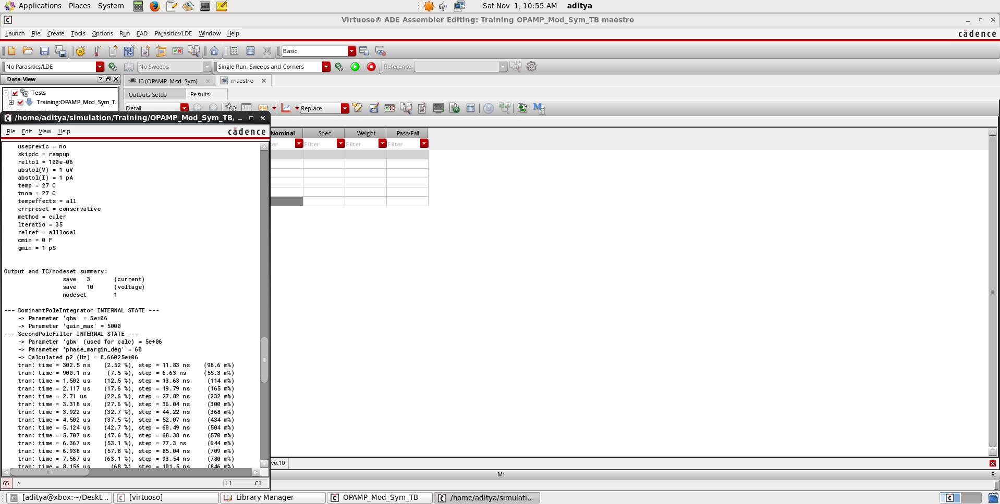 Applications Places System Sat Nov 1, 10:55 AM aditya
Virtuoso® ADE Assembler Editing: Training OPAMP_Mod_Sym_TB maestro
Launch File Create Tools Options Run EAD Parasitics/LDE Window Help cādence
Basic
No Parasitics/LDE No Sweeps Single Run, Sweeps and Corners Reference:
Data View I0 (OPAMP_Mod_Sym) maestro
Tests
Training:OPAMP_Mod_Sym_T...
Outputs Setup Results
Detail Replace
/home/aditya/simulation/Training/OPAMP_Mod_Sym_TB
File Edit View Help cādence
Nominal Spec Weight Pass/Fail
Filter Filter Filter
useprevic = no
skipdc = rampup
reltol = 100e-06
abstol(V) = 1 uV
abstol(I) = 1 pA
temp = 27 C
tnom = 27 C
tempeffects = all
errpreset = conservative
method = euler
lteratio = 35
relref = alllocal
cmin = 0 F
gmin = 1 pS
Output and IC/nodeset summary:
save 3 (current)
save 10 (voltage)
nodeset 1
--- DominantPoleIntegrator INTERNAL STATE ---
-> Parameter 'gbw' = 5e+06
-> Parameter 'gain_max' = 5000
--- SecondPoleFilter INTERNAL STATE ---
-> Parameter 'gbw' (used for calc) = 5e+06
-> Parameter 'phase_margin_deg' = 60
-> Calculated p2 (Hz) = 8.66025e+06
tran: time = 302.5 ns (2.52 %), step = 11.83 ns (98.6 m%)
tran: time = 900.1 ns (7.5 %), step = 6.63 ns (55.3 m%)
tran: time = 1.502 us (12.5 %), step = 13.63 ns (114 m%)
tran: time = 2.117 us (17.6 %), step = 19.79 ns (165 m%)
tran: time = 2.71 us (22.6 %), step = 27.82 ns (232 m%)
tran: time = 3.318 us (27.6 %), step = 36.04 ns (300 m%)
tran: time = 3.922 us (32.7 %), step = 44.22 ns (368 m%)
tran: time = 4.502 us (37.5 %), step = 52.07 ns (434 m%)
tran: time = 5.124 us (42.7 %), step = 60.49 ns (504 m%)
tran: time = 5.707 us (47.6 %), step = 68.38 ns (570 m%)
tran: time = 6.367 us (53.1 %), step = 77.3 ns (644 m%)
tran: time = 6.938 us (57.8 %), step = 85.04 ns (709 m%)
tran: time = 7.567 us (63.1 %), step = 93.54 ns (780 m%)
tran: time = 8.156 us (68 %), step = 101.5 ns (846 m%)
ve.10
M: R:
65 > L1 C1
[aditya@xbox:~/Deskt... [virtuoso] Library Manager OPAMP_Mod_Sym_TB /home/aditya/simulati...